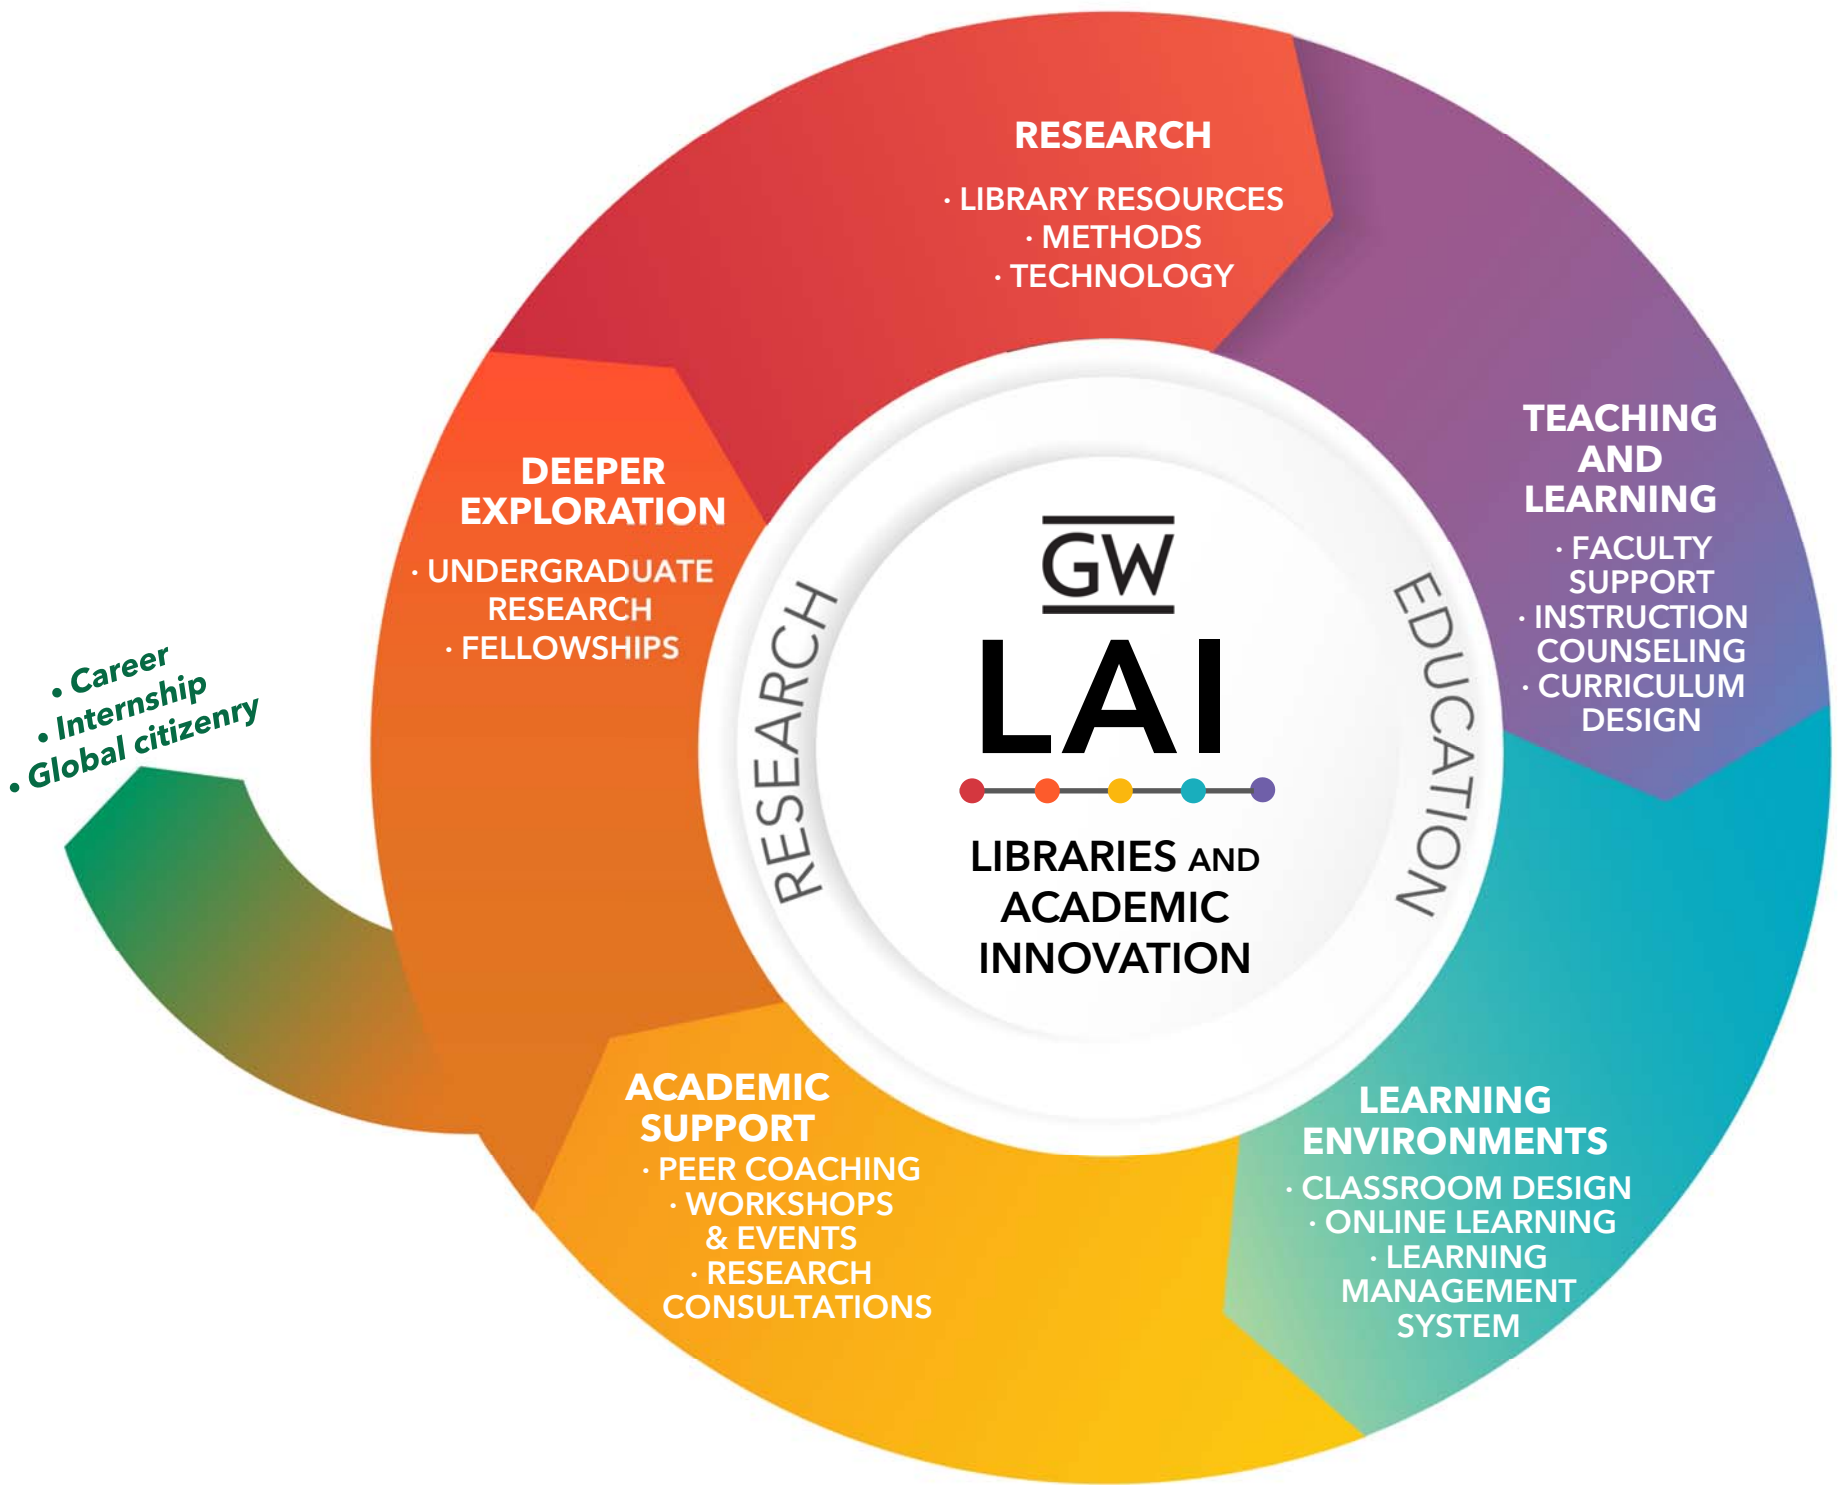 RESEARCH
· LIBRARY RESOURCES
· METHODS
· TECHNOLOGY
TEACHING
AND
LEARNING
· FACULTY
SUPPORT
· INSTRUCTION
COUNSELING
· CURRICULUM
DESIGN
LEARNING
ENVIRONMENTS
· CLASSROOM DESIGN
· ONLINE LEARNING
· LEARNING
MANAGEMENT
SYSTEM
ACADEMIC
SUPPORT
· PEER COACHING
· WORKSHOPS
& EVENTS
· RESEARCH
CONSULTATIONS
DEEPER
EXPLORATION
· UNDERGRADUATE
RESEARCH
· FELLOWSHIPS
• Career
• Internship
• Global citizenry
RESEARCH
EDUCATION
GW
LAI
LIBRARIES AND
ACADEMIC
INNOVATION